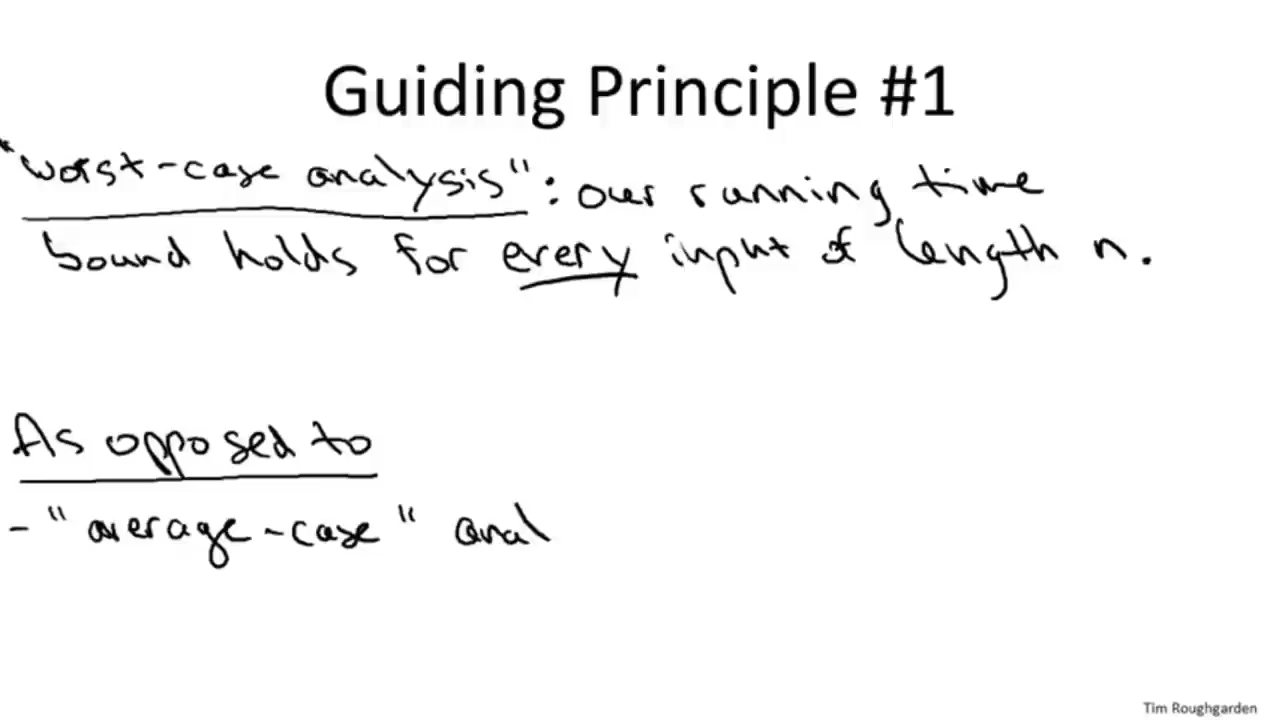 Guiding Principle #1
"worst-case analysis" : our running time
bound holds for every input of length n.
As opposed to
- "average-case" anal
Tim Roughgarden